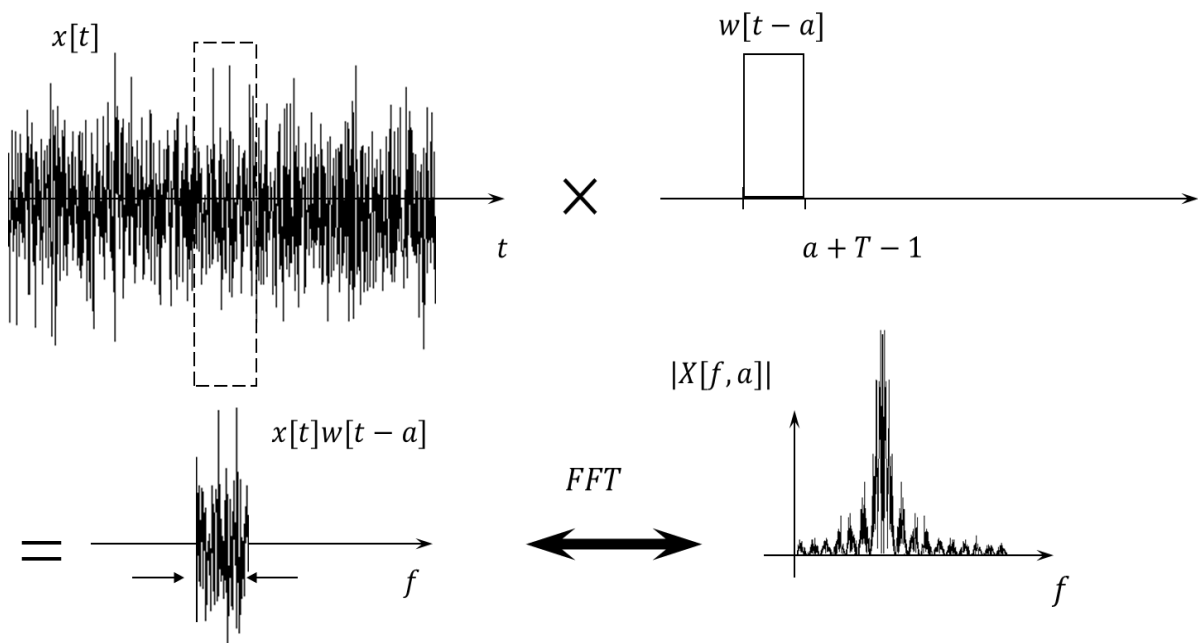 x[t]
w[t − a]
×
t
a + T − 1
|X[f, a]|
x[t]w[t − a]
FFT
=
f
f